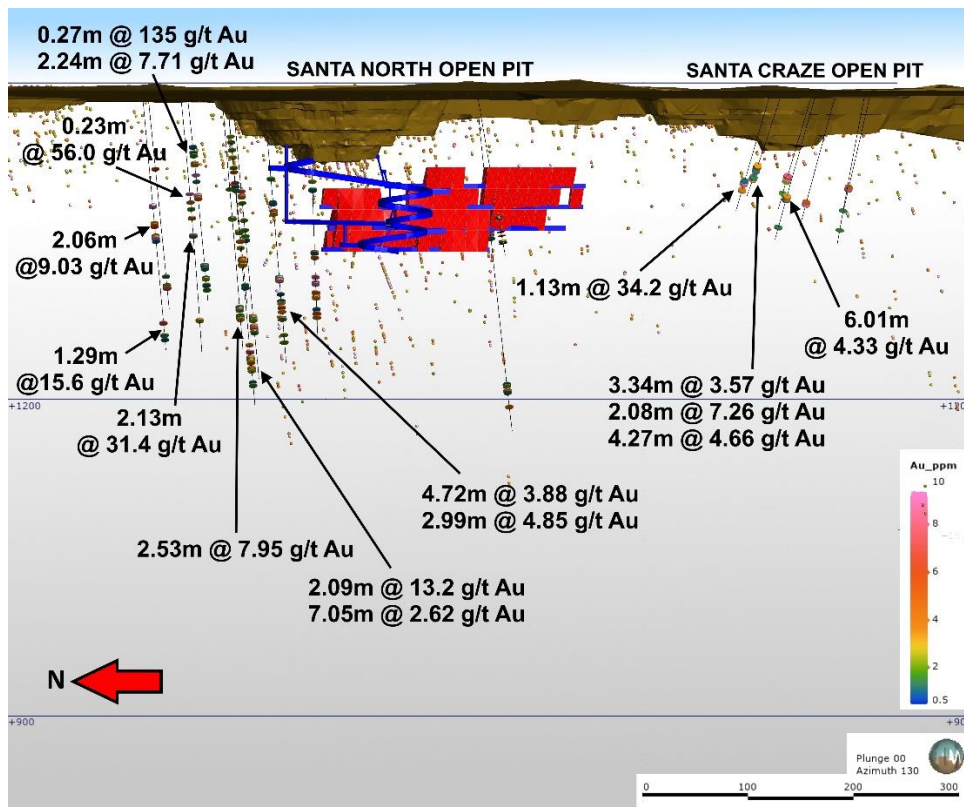 0.27m @ 135 g/t Au
2.24m @ 7.71 g/t Au
SANTA NORTH OPEN PIT
SANTA CRAZE OPEN PIT
0.23m
@ 56.0 g/t Au
2.06m
@9.03 g/t Au
1.13m @ 34.2 g/t Au
6.01m
@ 4.33 g/t Au
1.29m
@15.6 g/t Au
3.34m @ 3.57 g/t Au
2.08m @ 7.26 g/t Au
4.27m @ 4.66 g/t Au
+1200
2.13m
@ 31.4 g/t Au
4.72m @ 3.88 g/t Au
2.99m @ 4.85 g/t Au
2.53m @ 7.95 g/t Au
2.09m @ 13.2 g/t Au
7.05m @ 2.62 g/t Au
Au_ppm
10
8
6
4
2
0.5
N
+900
+90
Plunge 00
Azimuth 130
0 100 200 300